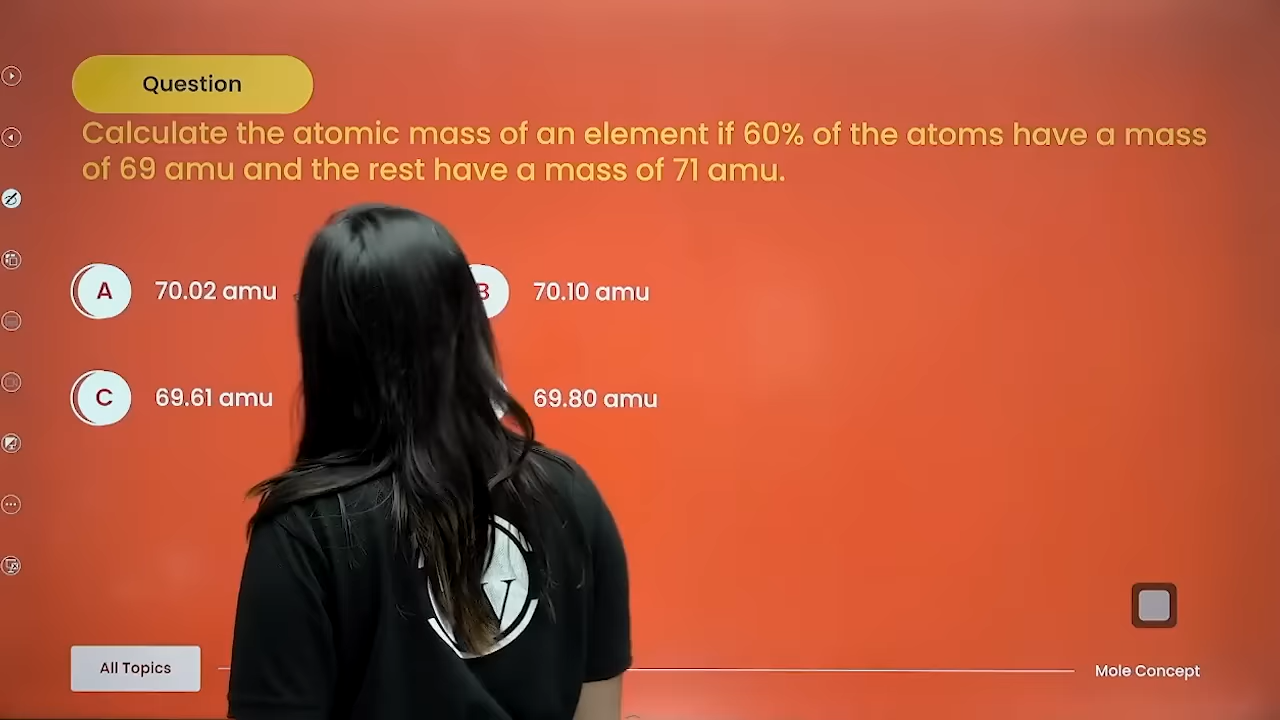 Question
Calculate the atomic mass of an element if 60% of the atoms have a mass
of 69 amu and the rest have a mass of 71 amu.
A 70.02 amu B 70.10 amu
C 69.61 amu 69.80 amu
All Topics
Mole Concept